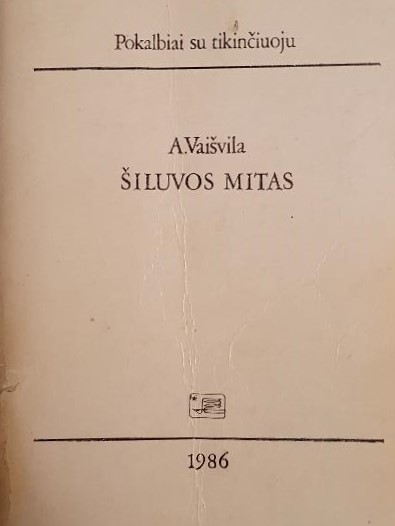 Pokalbiai su tikinčiuoju
A.Vaišvila
ŠILUVOS MITAS
1986